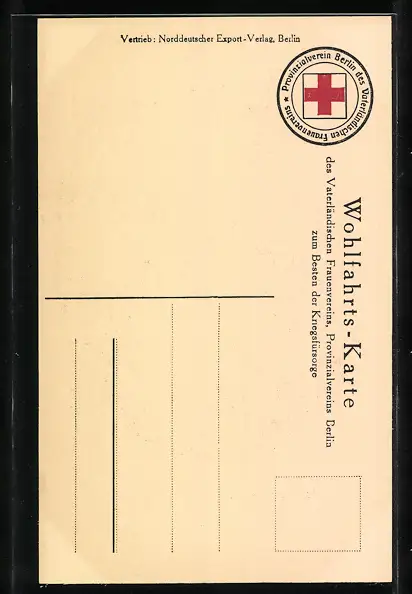 Vertrieb: Norddeutscher Export-Verlag, Berlin
Provinzialverein Berlin des Vaterländischen Frauenvereins ★
Wohlfahrts-Karte
des Vaterländischen Frauenvereins, Provinzialvereins Berlin
zum Besten der Kriegsfürsorge